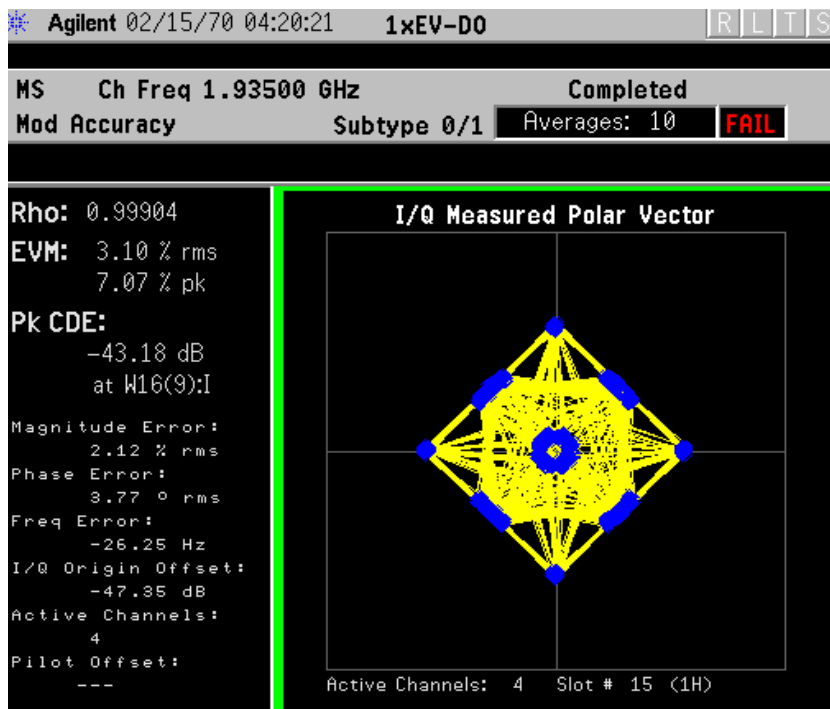 Agilent 02/15/70 04:20:21 1xEV-DO R L T S
MS Ch Freq 1.93500 GHz Completed
Mod Accuracy Subtype 0/1 Averages: 10 FAIL
Rho: 0.99904
EVM: 3.10 % rms
7.07 % pk
Pk CDE:
-43.18 dB
at W16(9):I
Magnitude Error:
2.12 % rms
Phase Error:
3.77 º rms
Freq Error:
-26.25 Hz
I/Q Origin Offset:
-47.35 dB
Active Channels:
4
Pilot Offset:
---
I/Q Measured Polar Vector
Active Channels: 4 Slot # 15 (1H)